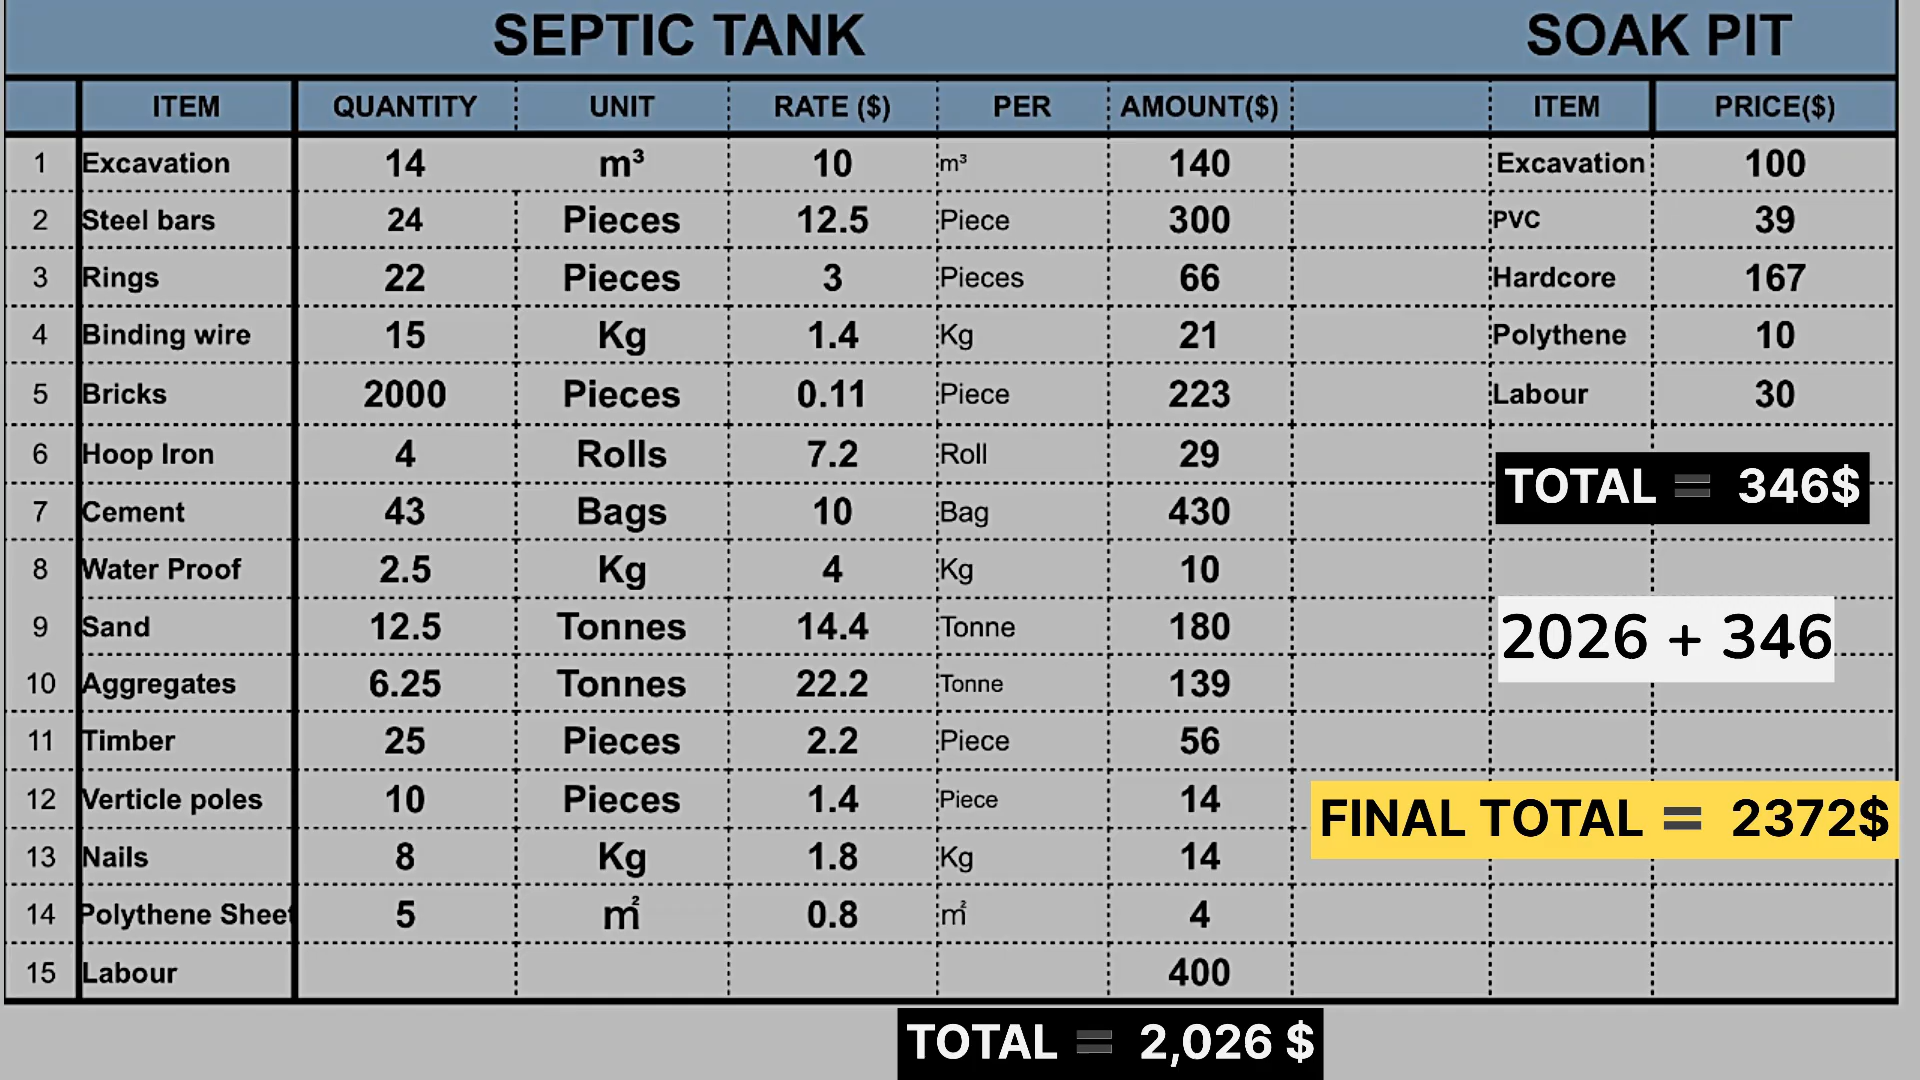 SEPTIC TANK SOAK PIT
ITEM QUANTITY UNIT RATE ($) PER AMOUNT($) ITEM PRICE($)
1 Excavation 14 m³ 10 m³ 140 Excavation 100
2 Steel bars 24 Pieces 12.5 Piece 300 PVC 39
3 Rings 22 Pieces 3 Pieces 66 Hardcore 167
4 Binding wire 15 Kg 1.4 Kg 21 Polythene 10
5 Bricks 2000 Pieces 0.11 Piece 223 Labour 30
6 Hoop Iron 4 Rolls 7.2 Roll 29
TOTAL = 346$
7 Cement 43 Bags 10 Bag 430
8 Water Proof 2.5 Kg 4 Kg 10
9 Sand 12.5 Tonnes 14.4 Tonne 180
2026 + 346
10 Aggregates 6.25 Tonnes 22.2 Tonne 139
11 Timber 25 Pieces 2.2 Piece 56
12 Verticle poles 10 Pieces 1.4 Piece 14
FINAL TOTAL = 2372$
13 Nails 8 Kg 1.8 Kg 14
14 Polythene Sheet 5 m² 0.8 m² 4
15 Labour 400
TOTAL = 2,026 $